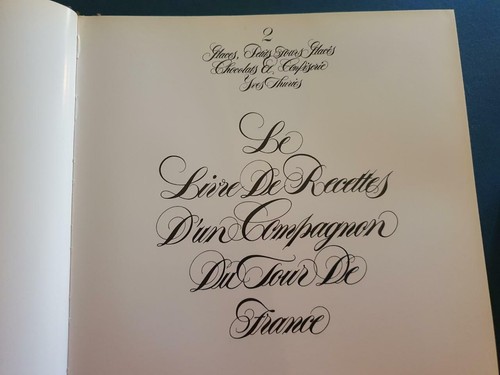 2
Glaces, Petits Fours Glacés
Chocolats & Confiserie
Yves Thuriès
Le
Livre De Recettes
D'un Compagnon
Du Tour De
France